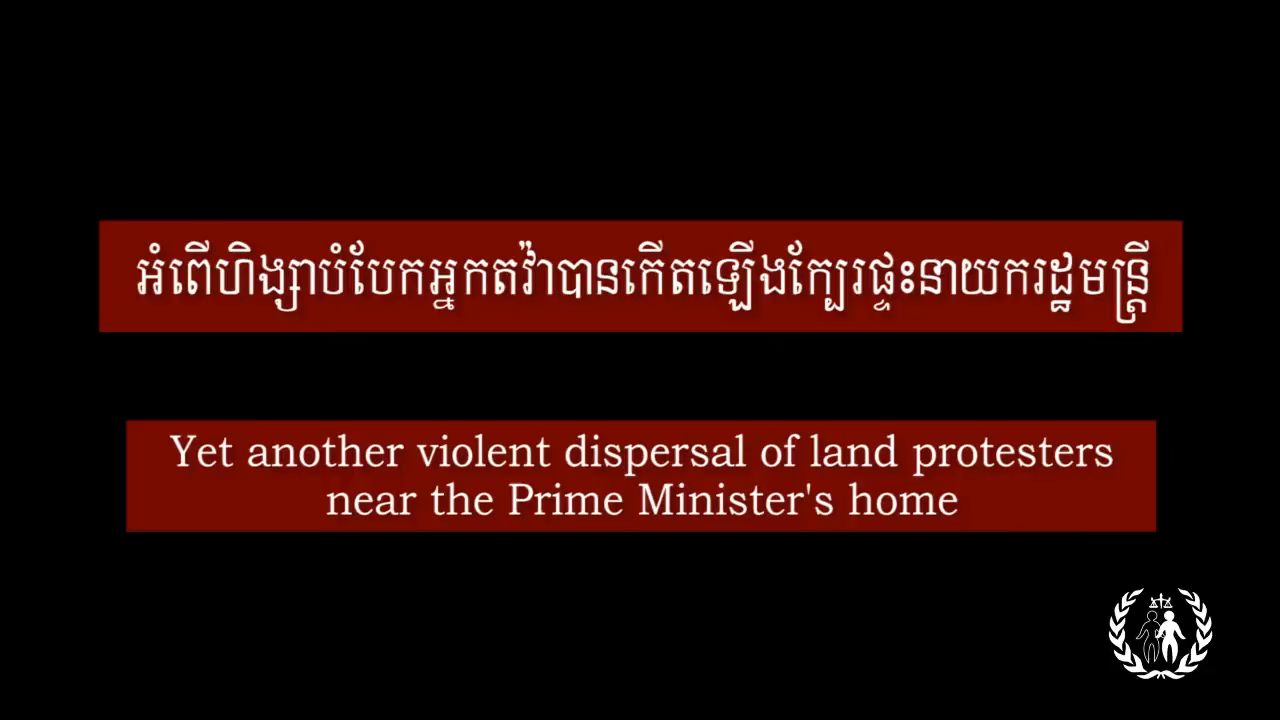 អំពើហិង្សាបំបែកអ្នកតវ៉ាបានកើតឡើងក្បែរផ្ទះនាយករដ្ឋមន្ត្រី
Yet another violent dispersal of land protesters
near the Prime Minister's home